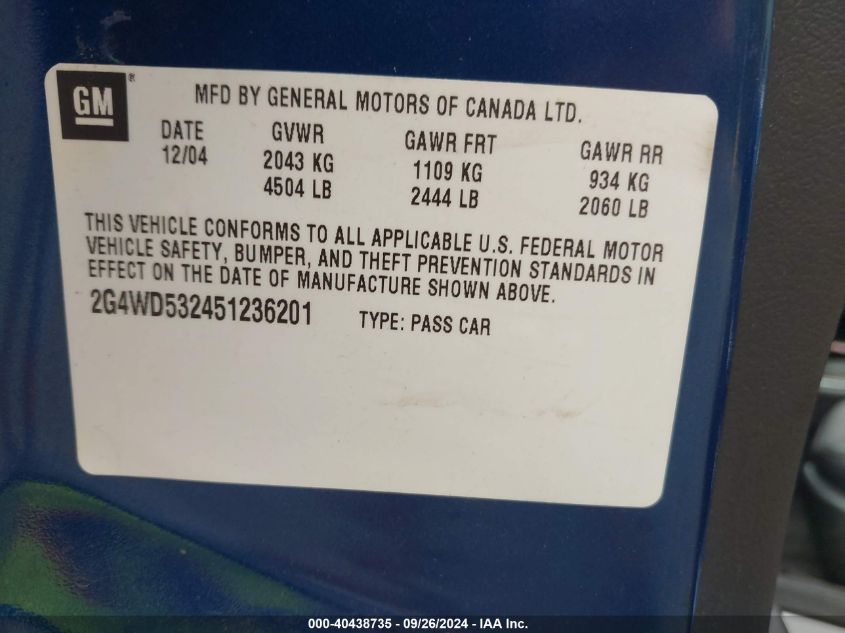 GM®
MFD BY GENERAL MOTORS OF CANADA LTD.
DATE GVWR GAWR FRT GAWR RR
12/04 2043 KG 1109 KG 934 KG
4504 LB 2444 LB 2060 LB
THIS VEHICLE CONFORMS TO ALL APPLICABLE U.S. FEDERAL MOTOR
VEHICLE SAFETY, BUMPER, AND THEFT PREVENTION STANDARDS IN
EFFECT ON THE DATE OF MANUFACTURE SHOWN ABOVE.
2G4WD532451236201 TYPE: PASS CAR
000-40438735 - 09/26/2024 - IAA Inc.